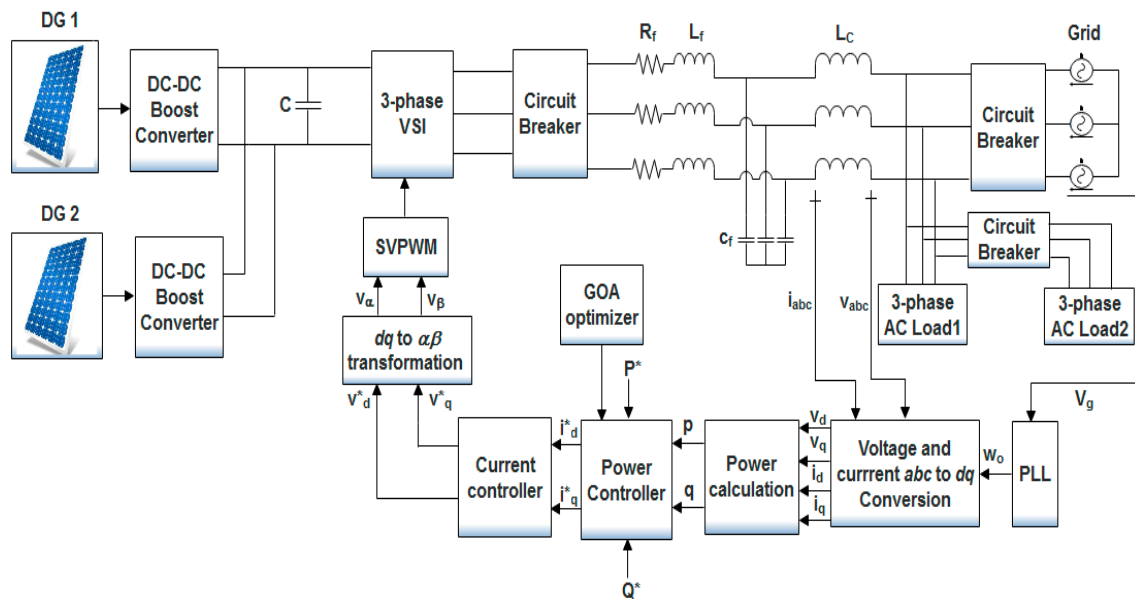 DG 1
DC-DC
Boost
Converter
C
3-phase
VSI
Circuit
Breaker
Rf
Lf
LC
Grid
Circuit
Breaker
DG 2
DC-DC
Boost
Converter
SVPWM
Vα
Vβ
dq to αβ
transformation
V*d
V*q
GOA
optimizer
P*
cf
iabc
Vabc
Circuit
Breaker
3-phase
AC Load1
3-phase
AC Load2
Vg
Current
controller
i*d
i*q
Power
Controller
Q*
p
q
Power
calculation
Vd
Vq
id
iq
Voltage and
currrent abc to dq
Conversion
Wo
PLL